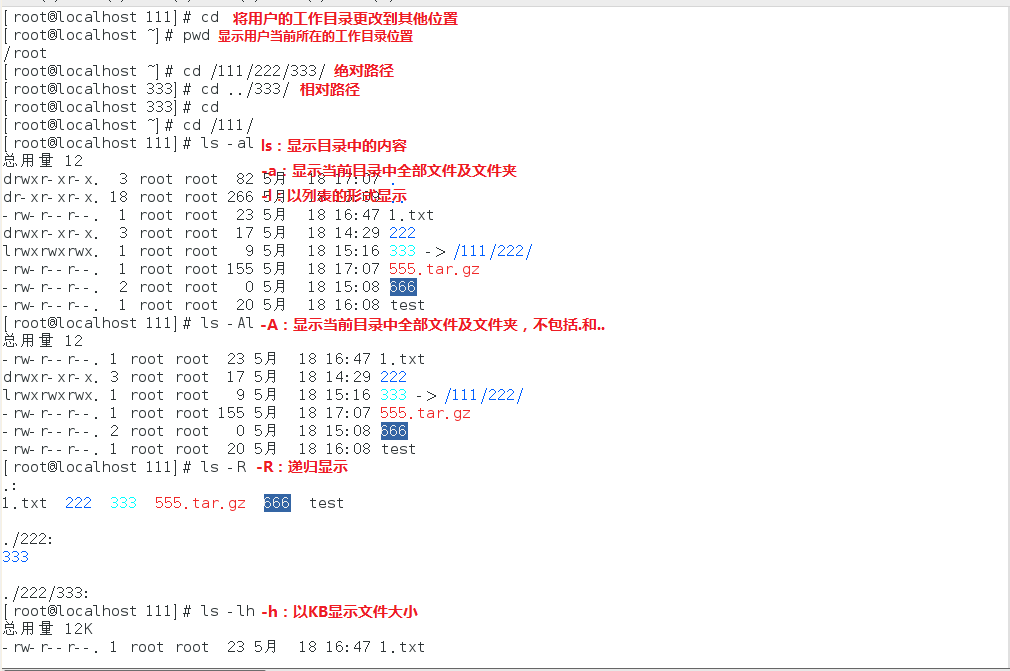 [root@localhost 111]# cd 将用户的工作目录更改到其他位置
[root@localhost ~]# pwd 显示用户当前所在的工作目录位置
/root
[root@localhost ~]# cd /111/222/333/ 绝对路径
[root@localhost 333]# cd ../333/ 相对路径
[root@localhost 333]# cd
[root@localhost ~]# cd /111/
[root@localhost 111]# ls -al ls：显示目录中的内容
总用量 12
-a：显示当前目录中全部文件及文件夹
drwxr-xr-x. 3 root root 82 5月 18 17:07 .
-l：以列表的形式显示
dr-xr-xr-x. 18 root root 266 5月 18
-rw-r--r--. 1 root root 23 5月 18 16:47 1.txt
drwxr-xr-x. 3 root root 17 5月 18 14:29 222
lrwxrwxrwx. 1 root root 9 5月 18 15:16 333 -> /111/222/
-rw-r--r--. 1 root root 155 5月 18 17:07 555.tar.gz
-rw-r--r--. 2 root root 0 5月 18 15:08 666
-rw-r--r--. 1 root root 20 5月 18 16:08 test
[root@localhost 111]# ls -Al -A：显示当前目录中全部文件及文件夹，不包括.和..
总用量 12
-rw-r--r--. 1 root root 23 5月 18 16:47 1.txt
drwxr-xr-x. 3 root root 17 5月 18 14:29 222
lrwxrwxrwx. 1 root root 9 5月 18 15:16 333 -> /111/222/
-rw-r--r--. 1 root root 155 5月 18 17:07 555.tar.gz
-rw-r--r--. 2 root root 0 5月 18 15:08 666
-rw-r--r--. 1 root root 20 5月 18 16:08 test
[root@localhost 111]# ls -R -R：递归显示
.:
1.txt 222 333 555.tar.gz 666 test
./222:
333
./222/333:
[root@localhost 111]# ls -lh -h：以KB显示文件大小
总用量 12K
-rw-r--r--. 1 root root 23 5月 18 16:47 1.txt